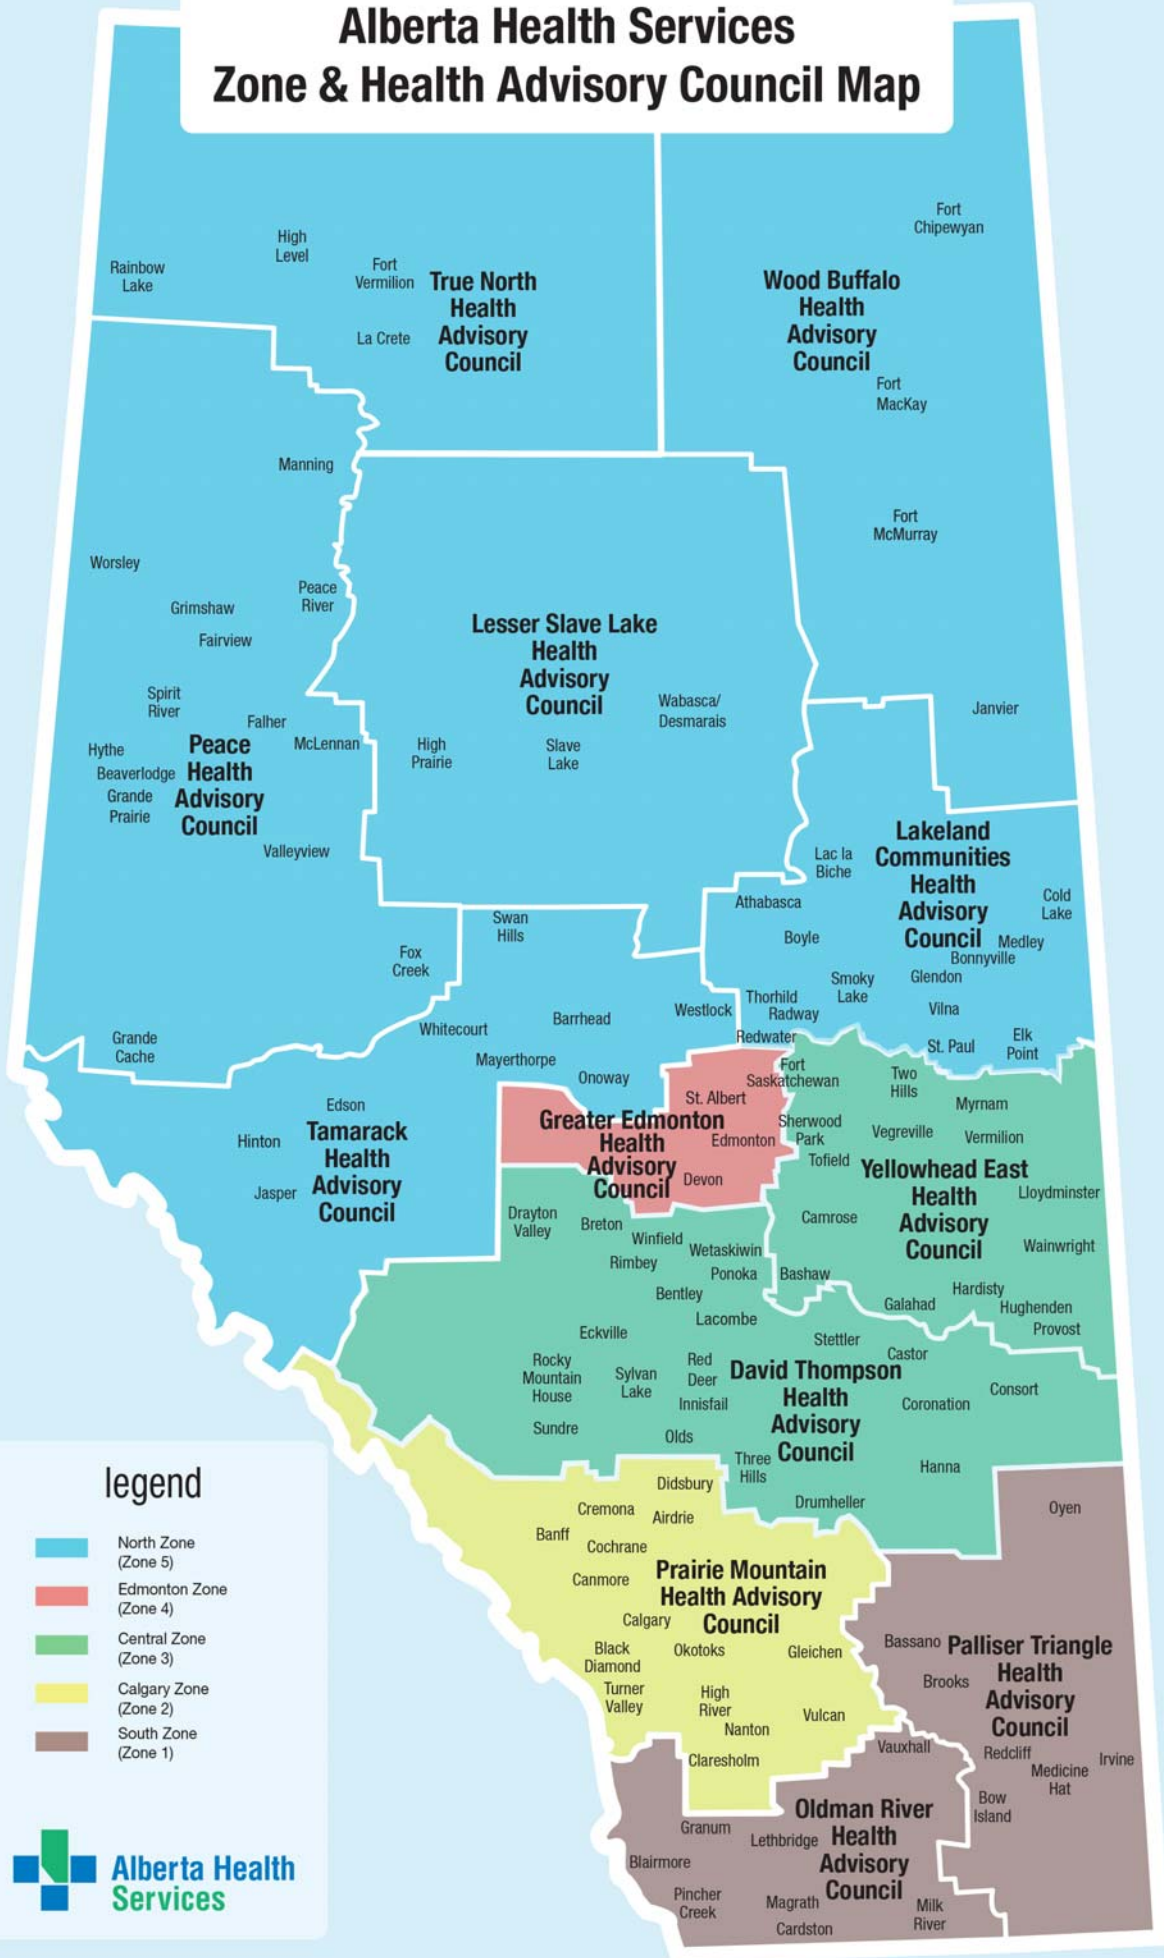 Alberta Health Services
Zone & Health Advisory Council Map
Fort
Chipewyan
High
Level
Rainbow
Lake
Fort
Vermilion
True North
Health
Advisory
Council
La Crete
Wood Buffalo
Health
Advisory
Council
Fort
MacKay
Manning
Fort
McMurray
Worsley
Peace
River
Grimshaw
Fairview
Lesser Slave Lake
Health
Advisory
Council
Spirit
River
Wabasca/
Desmarais
Janvier
Falher
McLennan
Hythe
Peace
Health
Advisory
Council
Beaverlodge
Grande
Prairie
High
Prairie
Slave
Lake
Valleyview
Lakeland
Communities
Health
Advisory
Council
Lac la
Biche
Cold
Lake
Athabasca
Swan
Hills
Boyle
Medley
Bonnyville
Fox
Creek
Smoky
Lake
Glendon
Thorhild
Radway
Vilna
Westlock
Barrhead
Whitecourt
Redwater
Grande
Cache
St. Paul
Elk
Point
Mayerthorpe
Onoway
Fort
Saskatchewan
Two
Hills
St. Albert
Myrnam
Edson
Greater Edmonton
Health
Advisory
Council
Sherwood
Park
Vegreville
Vermilion
Hinton
Tamarack
Health
Advisory
Council
Edmonton
Tofield
Yellowhead East
Health
Advisory
Council
Jasper
Devon
Lloydminster
Drayton
Valley
Breton
Camrose
Winfield
Wetaskiwin
Wainwright
Rimbey
Ponoka
Bashaw
Bentley
Hardisty
Galahad
Hughenden
Lacombe
Provost
Eckville
Stettler
Castor
Rocky
Mountain
House
Sylvan
Lake
Red
Deer
David Thompson
Health
Advisory
Council
Consort
Innisfail
Coronation
Sundre
Olds
Three
Hills
Hanna
Didsbury
Drumheller
Oyen
Cremona
Airdrie
Banff
Cochrane
Canmore
Prairie Mountain
Health Advisory
Council
Calgary
Black
Diamond
Okotoks
Gleichen
Bassano
Palliser Triangle
Health
Advisory
Council
Brooks
Turner
Valley
High
River
Vulcan
Nanton
Vauxhall
Claresholm
Redcliff
Irvine
Medicine
Hat
Bow
Island
Oldman River
Health
Advisory
Council
Granum
Lethbridge
Blairmore
Pincher
Creek
Magrath
Milk
River
Cardston
legend
North Zone
(Zone 5)
Edmonton Zone
(Zone 4)
Central Zone
(Zone 3)
Calgary Zone
(Zone 2)
South Zone
(Zone 1)
Alberta Health
Services